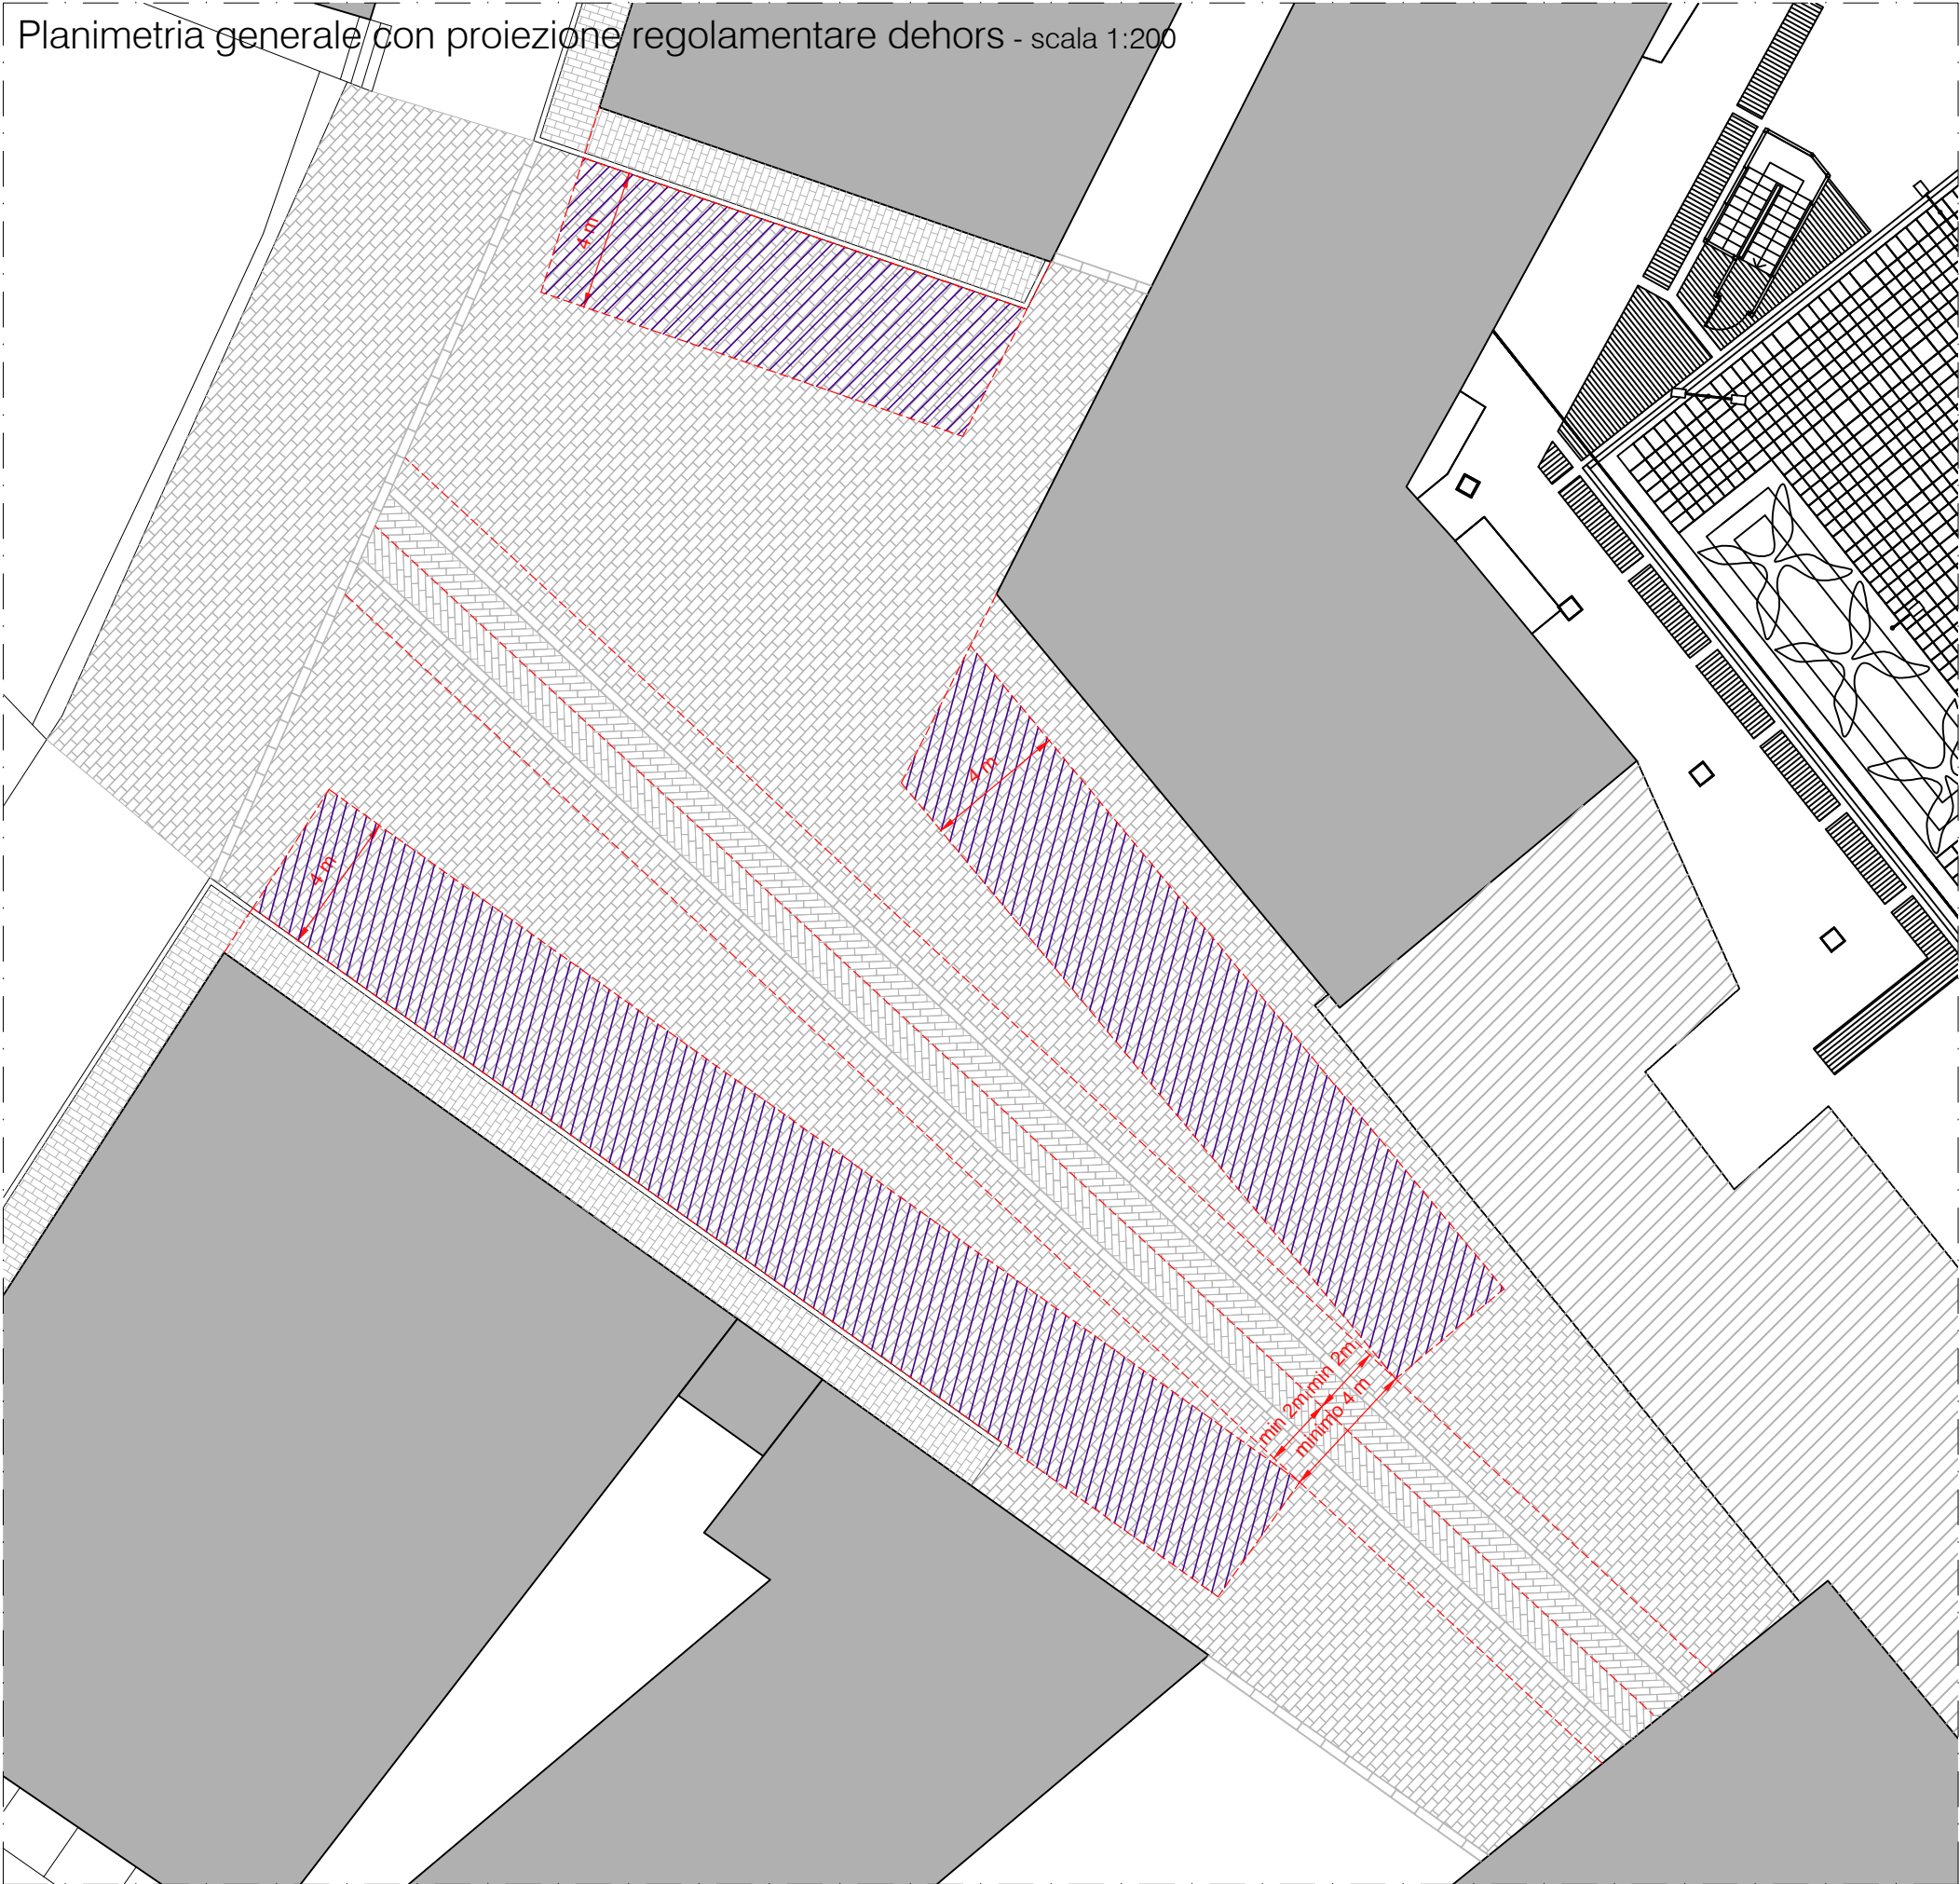 Planimetria generale con proiezione regolamentare dehors - scala 1:200
4 m
4 m
4 m
min 2m
min 2m
minimo 4 m